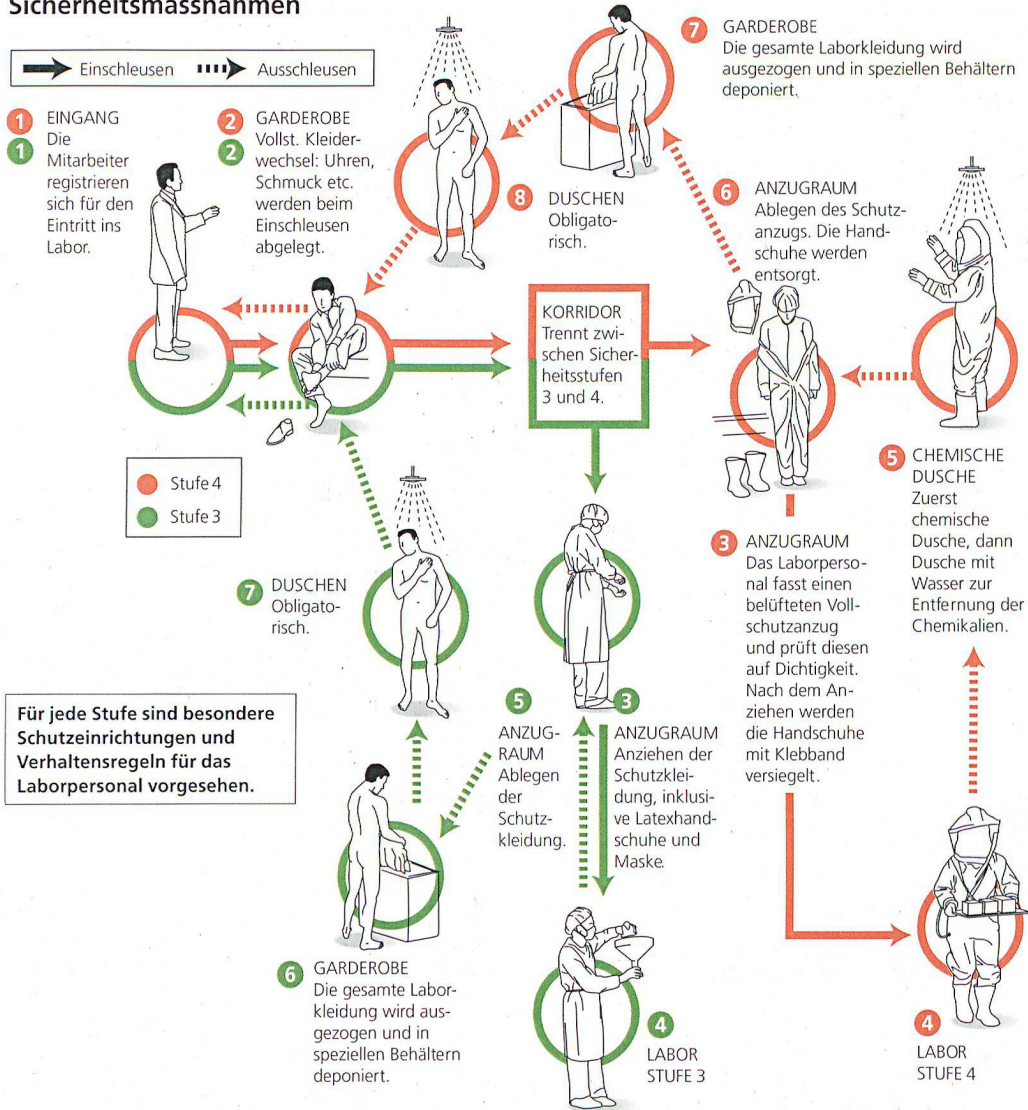 Sicherheitsmassnahmen
Einschleusen
Ausschleusen
1
1
EINGANG
Die
Mitarbeiter
registrieren
sich für den
Eintritt ins
Labor.
2
2
GARDEROBE
Vollst. Kleider-
wechsel: Uhren,
Schmuck etc.
werden beim
Einschleusen
abgelegt.
7
GARDEROBE
Die gesamte Laborkleidung wird
ausgezogen und in speziellen Behältern
deponiert.
8
DUSCHEN
Obligato-
risch.
6
ANZUGRAUM
Ablegen des Schutz-
anzugs. Die Hand-
schuhe werden
entsorgt.
KORRIDOR
Trennt zwi-
schen Sicher-
heitsstufen
3 und 4.
Stufe 4
Stufe 3
5
CHEMISCHE
DUSCHE
Zuerst
chemische
Dusche, dann
Dusche mit
Wasser zur
Entfernung der
Chemikalien.
3
ANZUGRAUM
Das Laborperso-
nal fasst einen
belüfteten Voll-
schutzanzug
und prüft diesen
auf Dichtigkeit.
Nach dem An-
ziehen werden
die Handschuhe
mit Klebband
versiegelt.
7
DUSCHEN
Obligato-
risch.
Für jede Stufe sind besondere
Schutzeinrichtungen und
Verhaltensregeln für das
Laborpersonal vorgesehen.
5
ANZUG-
RAUM
Ablegen
der
Schutz-
kleidung.
3
ANZUGRAUM
Anziehen der
Schutzklei-
dung, inklusi-
ve Latexhand-
schuhe und
Maske.
6
GARDEROBE
Die gesamte Labor-
kleidung wird aus-
gezogen und in
speziellen Behältern
deponiert.
4
LABOR
STUFE 3
4
LABOR
STUFE 4